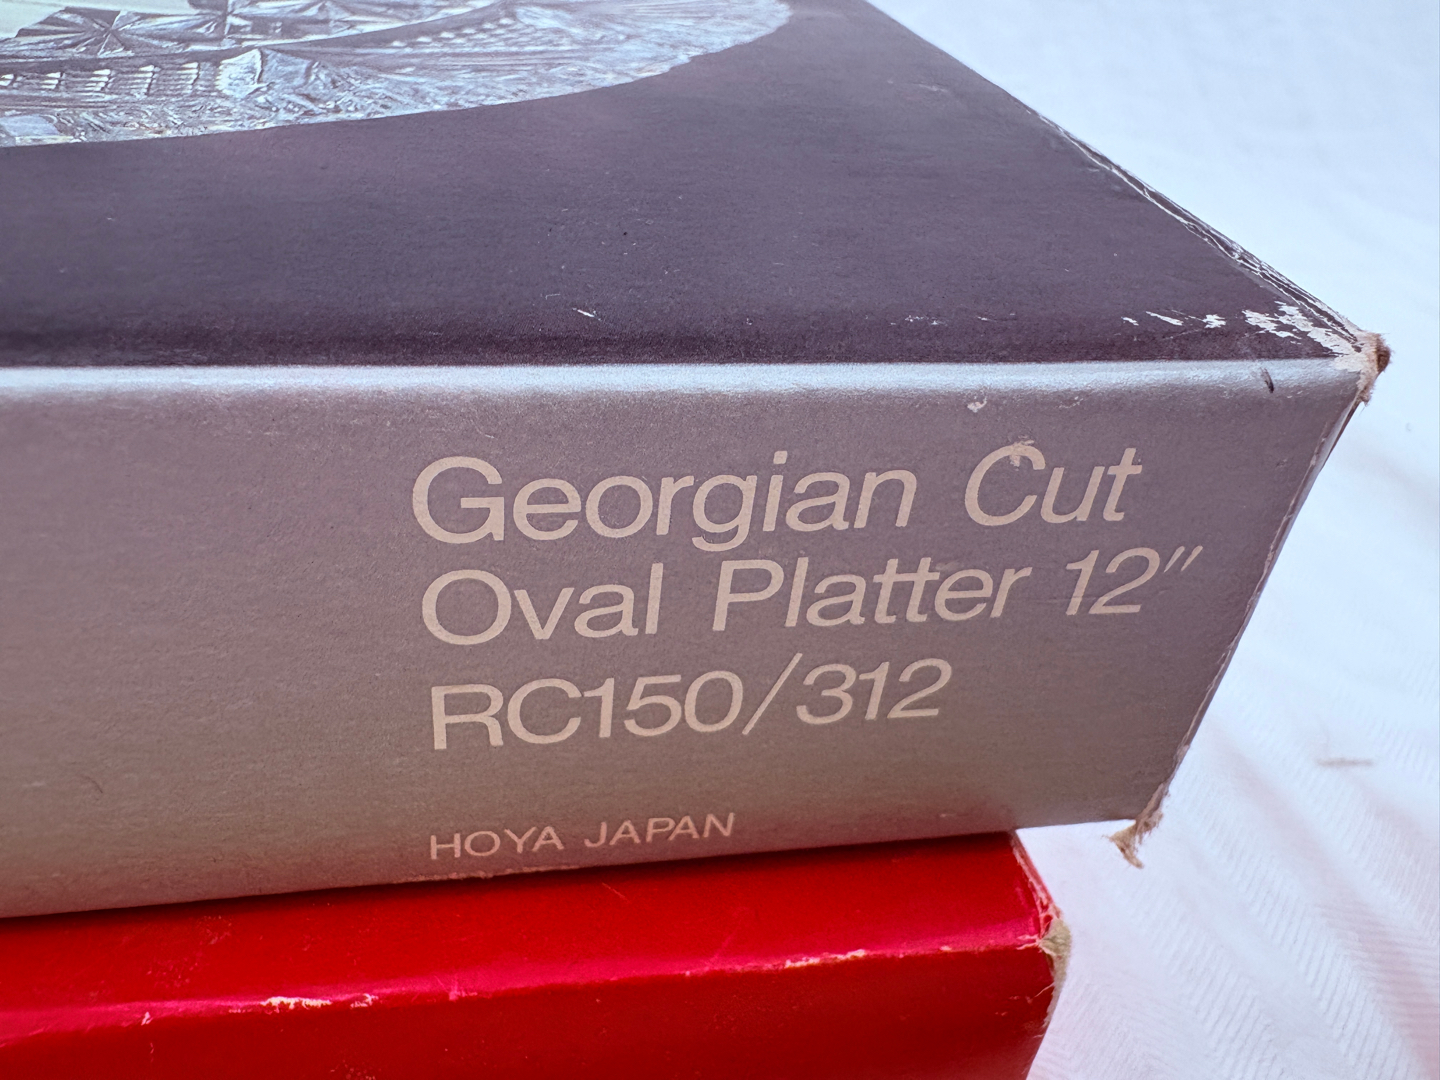 Georgian Cut
Oval Platter 12"
RC150/312
HOYA JAPAN